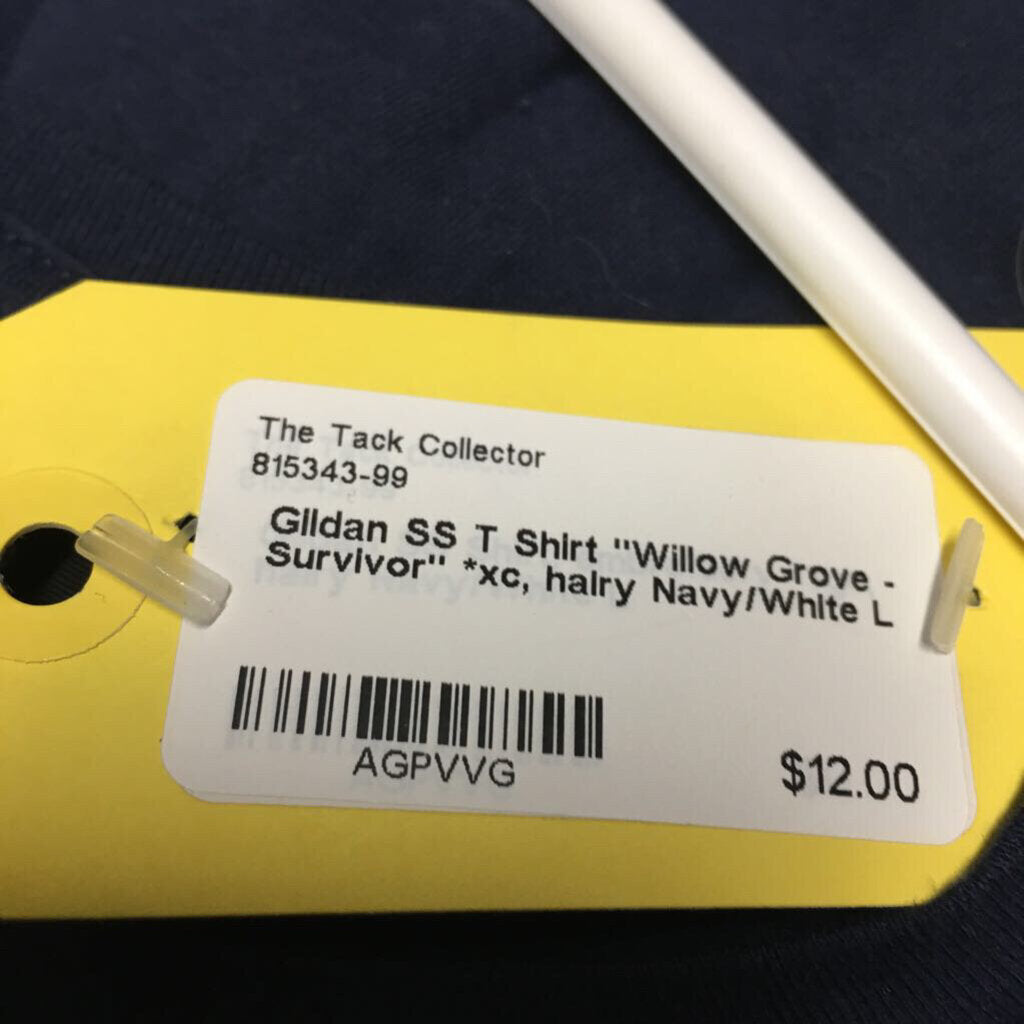 The Tack Collector
815343-99
Gildan SS T Shirt "Willow Grove -
Survivor" *xc, hairy Navy/White L
AGPVVG
$12.00